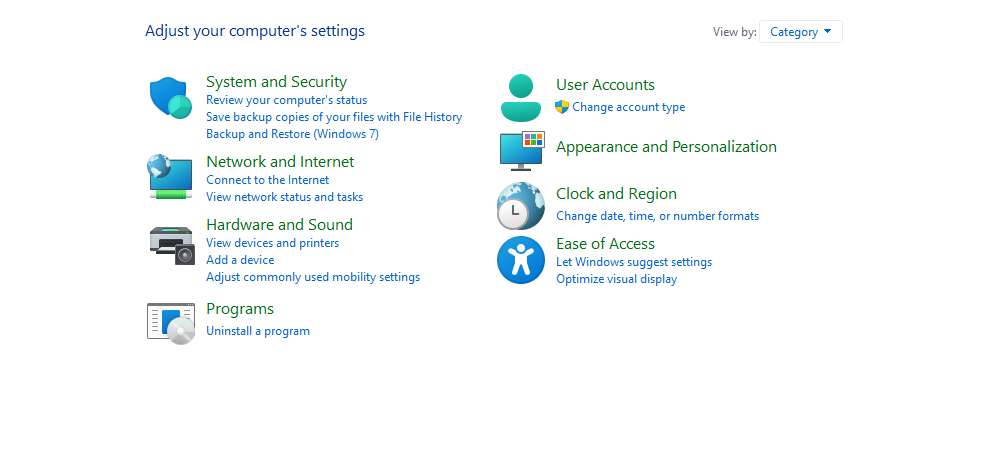 Adjust your computer's settings
View by: Category
System and Security
Review your computer's status
Save backup copies of your files with File History
Backup and Restore (Windows 7)
Network and Internet
Connect to the Internet
View network status and tasks
Hardware and Sound
View devices and printers
Add a device
Adjust commonly used mobility settings
Programs
Uninstall a program
User Accounts
Change account type
Appearance and Personalization
Clock and Region
Change date, time, or number formats
Ease of Access
Let Windows suggest settings
Optimize visual display